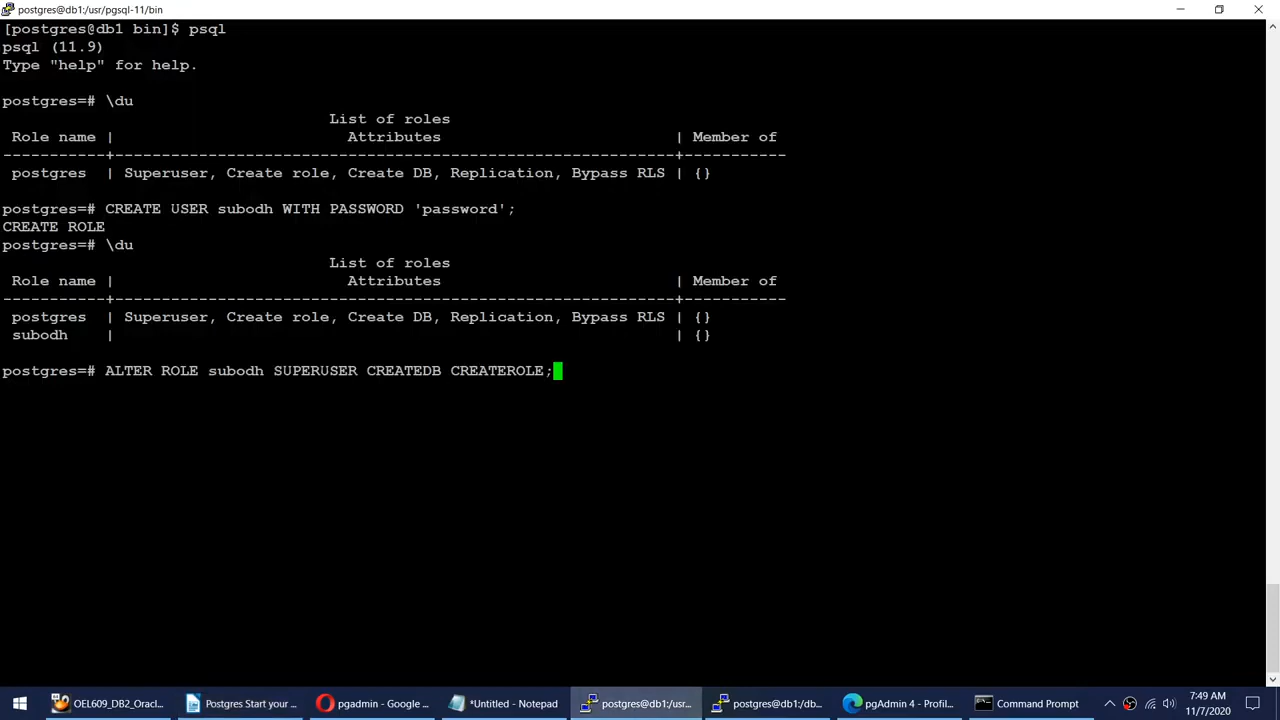 postgres@db1:/usr/pgsql-11/bin
[postgres@db1 bin]$ psql
psql (11.9)
Type "help" for help.
postgres=# \du
List of roles
Role name | Attributes | Member of
-----------+------------------------------------------------------------+-----------
postgres | Superuser, Create role, Create DB, Replication, Bypass RLS | {}
postgres=# CREATE USER subodh WITH PASSWORD 'password';
CREATE ROLE
postgres=# \du
List of roles
Role name | Attributes | Member of
-----------+------------------------------------------------------------+-----------
postgres | Superuser, Create role, Create DB, Replication, Bypass RLS | {}
subodh | | {}
postgres=# ALTER ROLE subodh SUPERUSER CREATEDB CREATEROLE;
OEL609_DB2_Oracl... Postgres Start your ... pgadmin - Google ... *Untitled - Notepad postgres@db1:/usr... postgres@db1:/db... pgAdmin 4 - Profil... Command Prompt 7:49 AM
11/7/2020